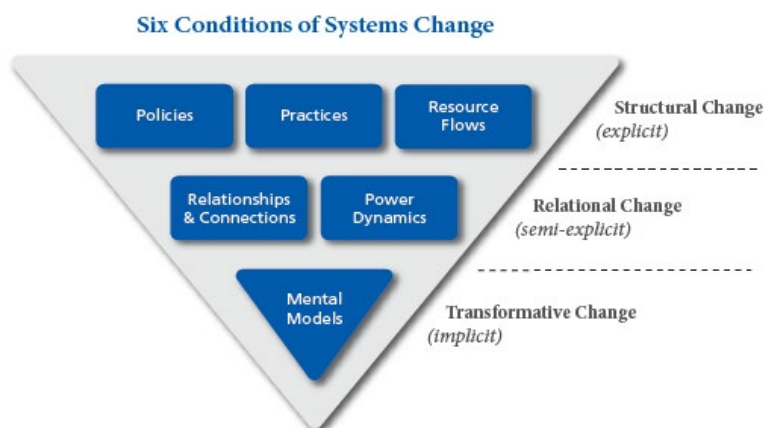 Six Conditions of Systems Change
Policies
Practices
Resource
Flows
Structural Change
(explicit)
Relationships
& Connections
Power
Dynamics
Relational Change
(semi-explicit)
Mental
Models
Transformative Change
(implicit)